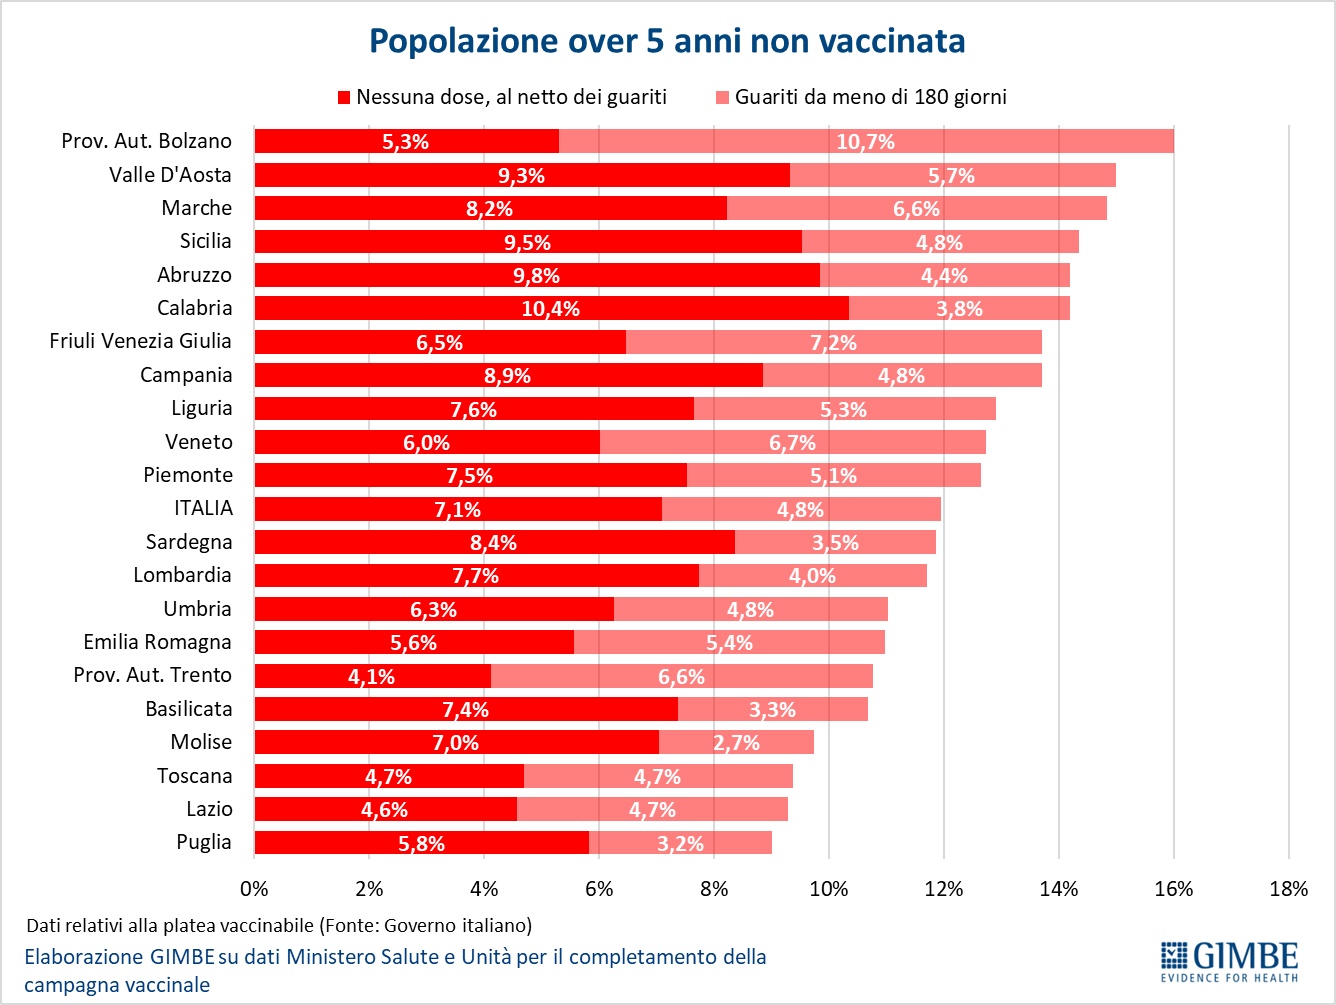 Popolazione over 5 anni non vaccinata
Nessuna dose, al netto dei guariti Guariti da meno di 180 giorni
Prov. Aut. Bolzano 5,3% 10,7%
Valle D'Aosta 9,3% 5,7%
Marche 8,2% 6,6%
Sicilia 9,5% 4,8%
Abruzzo 9,8% 4,4%
Calabria 10,4% 3,8%
Friuli Venezia Giulia 6,5% 7,2%
Campania 8,9% 4,8%
Liguria 7,6% 5,3%
Veneto 6,0% 6,7%
Piemonte 7,5% 5,1%
ITALIA 7,1% 4,8%
Sardegna 8,4% 3,5%
Lombardia 7,7% 4,0%
Umbria 6,3% 4,8%
Emilia Romagna 5,6% 5,4%
Prov. Aut. Trento 4,1% 6,6%
Basilicata 7,4% 3,3%
Molise 7,0% 2,7%
Toscana 4,7% 4,7%
Lazio 4,6% 4,7%
Puglia 5,8% 3,2%
0% 2% 4% 6% 8% 10% 12% 14% 16% 18%
Dati relativi alla platea vaccinabile (Fonte: Governo italiano)
Elaborazione GIMBE su dati Ministero Salute e Unità per il completamento della
campagna vaccinale
GIMBE
EVIDENCE FOR HEALTH